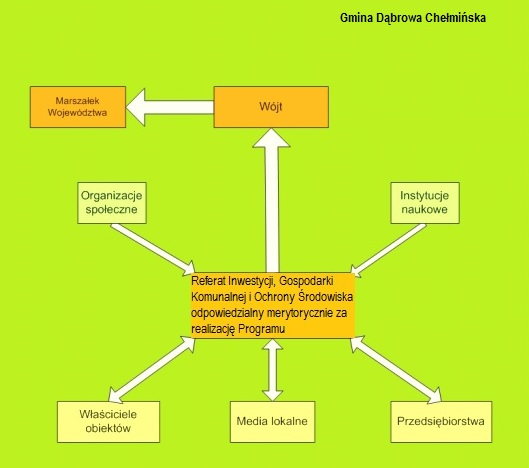 Gmina Dąbrowa Chełmińska
Marszałek
Województwa
Wójt
Organizacje
społeczne
Instytucje
naukowe
Referat Inwestycji, Gospodarki
Komunalnej i Ochrony Środowiska
odpowiedzialny merytorycznie za
realizację Programu
Właściciele
obiektów
Media lokalne
Przedsiębiorstwa